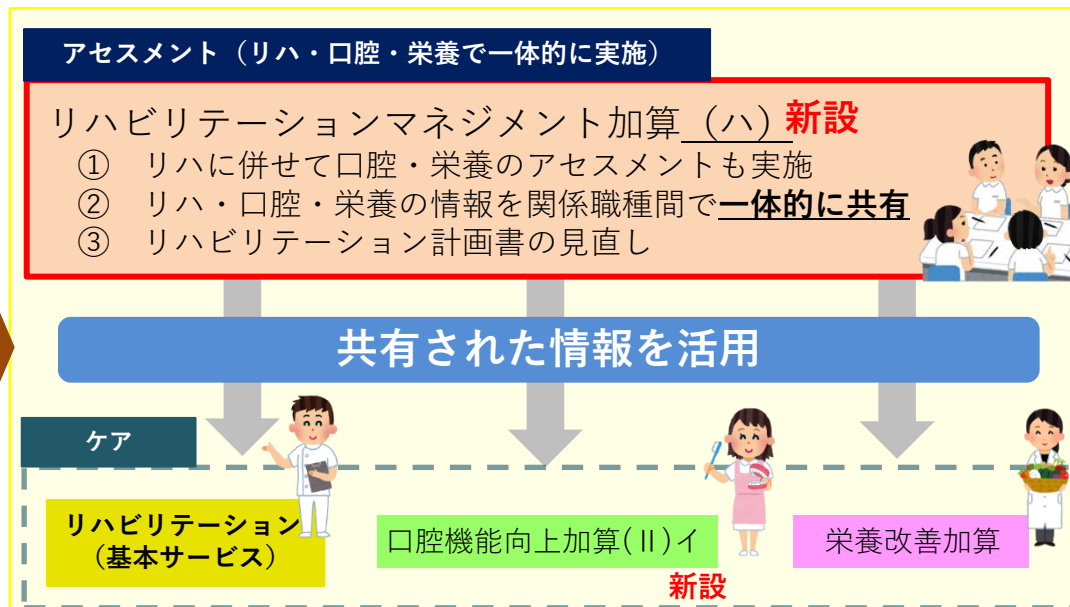 アセスメント（リハ・口腔・栄養で一体的に実施）
リハビリテーションマネジメント加算（ハ）新設
① リハに併せて口腔・栄養のアセスメントも実施
② リハ・口腔・栄養の情報を関係職種間で一体的に共有
③ リハビリテーション計画書の見直し
共有された情報を活用
ケア
リハビリテーション
（基本サービス）
口腔機能向上加算(Ⅱ)イ
新設
栄養改善加算